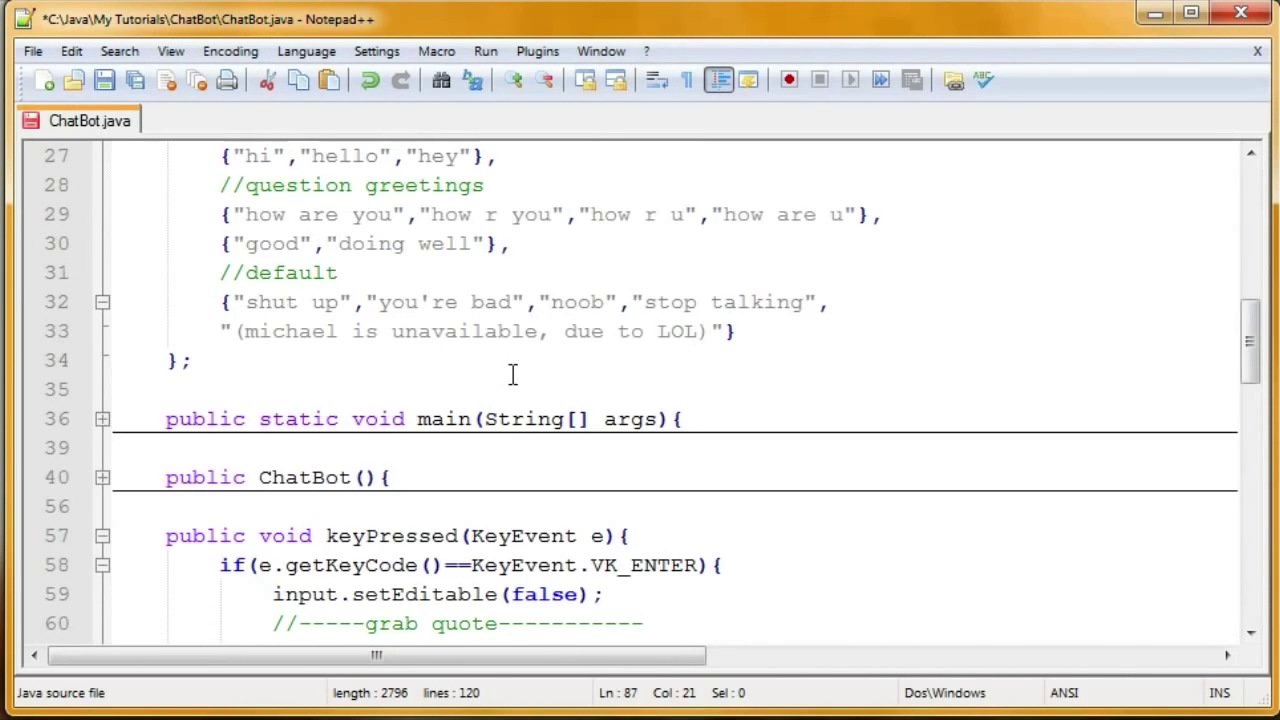 *C:\Java\My Tutorials\ChatBot\ChatBot.java - Notepad++
File Edit Search View Encoding Language Settings Macro Run Plugins Window ? X
ABC
ChatBot.java
27 {"hi","hello","hey"},
28 //question greetings
29 {"how are you","how r you","how r u","how are u"},
30 {"good","doing well"},
31 //default
32 {"shut up","you're bad","noob","stop talking",
33 "(michael is unavailable, due to LOL)"}
34 };
35
36 public static void main(String[] args){
39
40 public ChatBot(){
56
57 public void keyPressed(KeyEvent e){
58 if(e.getKeyCode()==KeyEvent.VK_ENTER){
59 input.setEditable(false);
60 //-----grab quote-----------
Java source file length : 2796 lines : 120 Ln : 87 Col : 21 Sel : 0 Dos\Windows ANSI INS